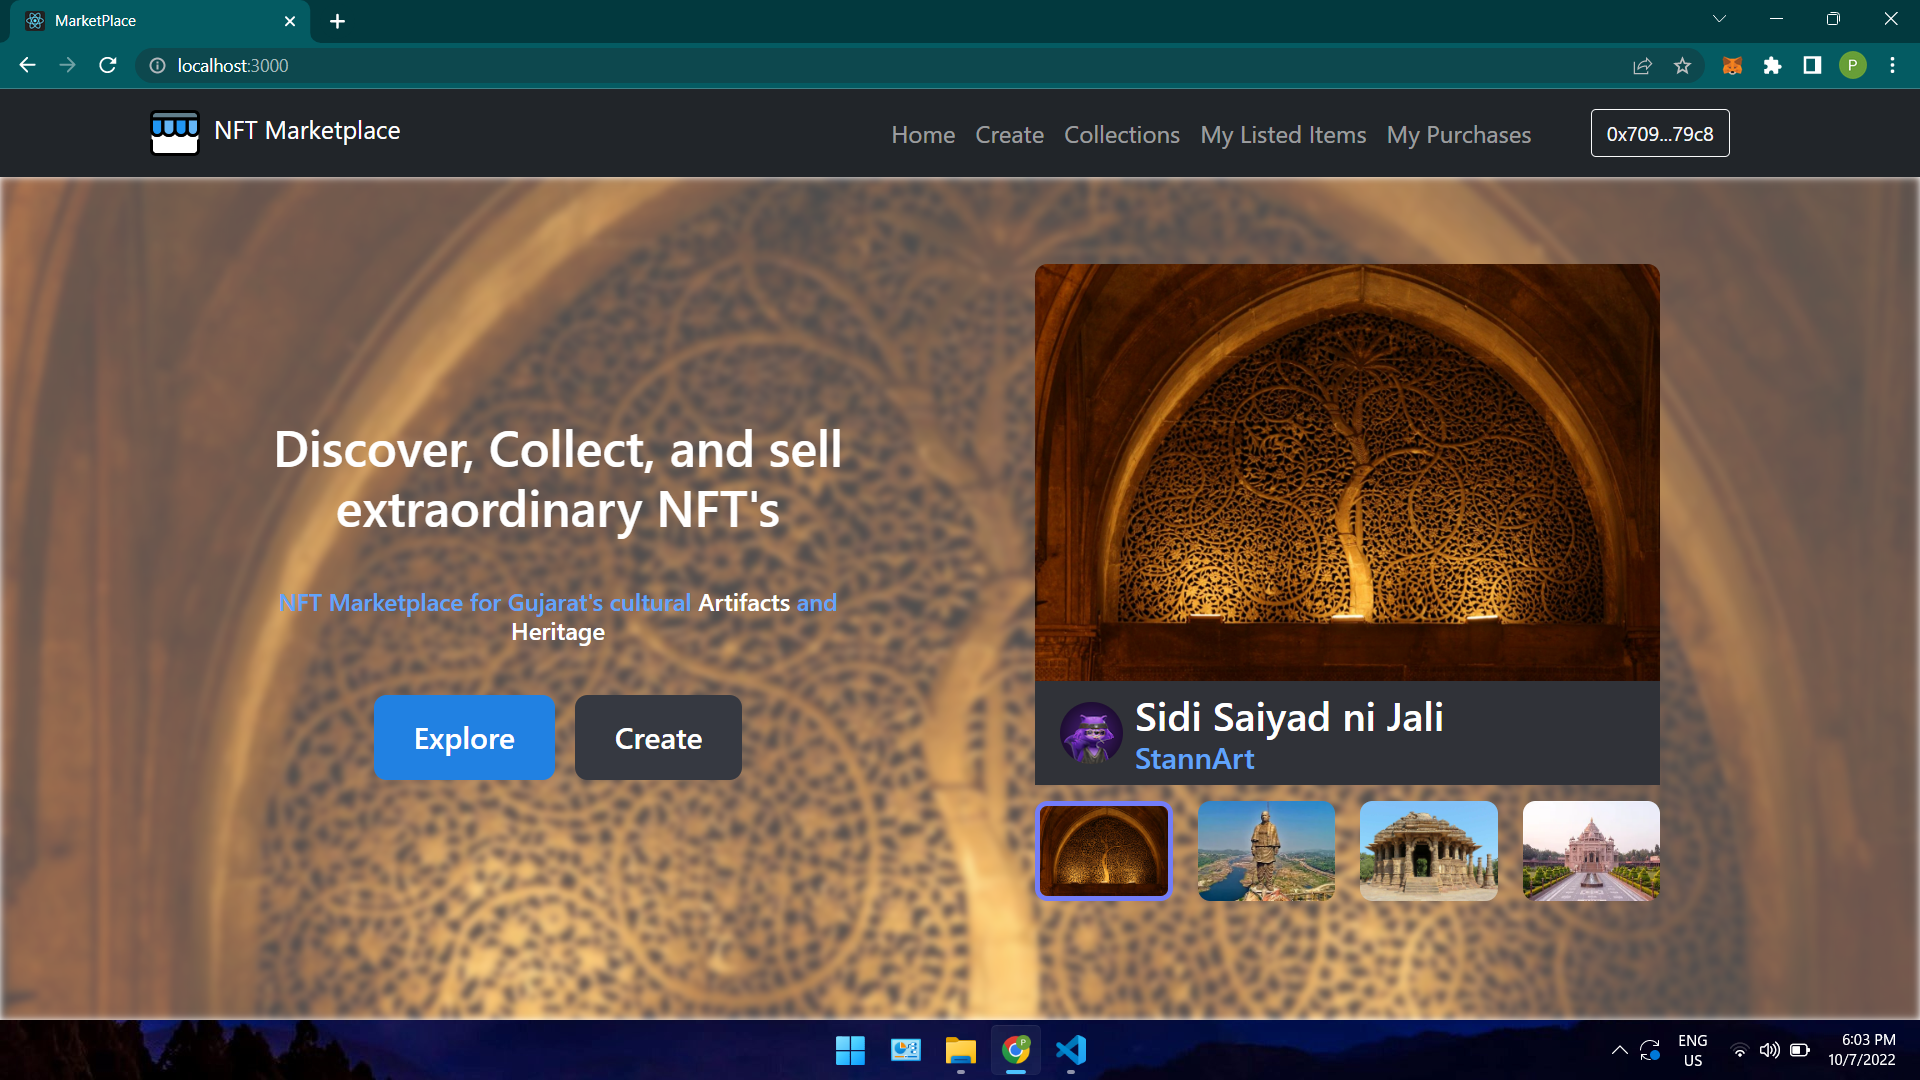 MarketPlace
localhost:3000
P
NFT Marketplace
Home Create Collections My Listed Items My Purchases
0x709...79c8
Discover, Collect, and sell
extraordinary NFT's
NFT Marketplace for Gujarat's cultural Artifacts and
Heritage
Explore
Create
Sidi Saiyad ni Jali
StannArt
P
ENG
US
6:03 PM
10/7/2022